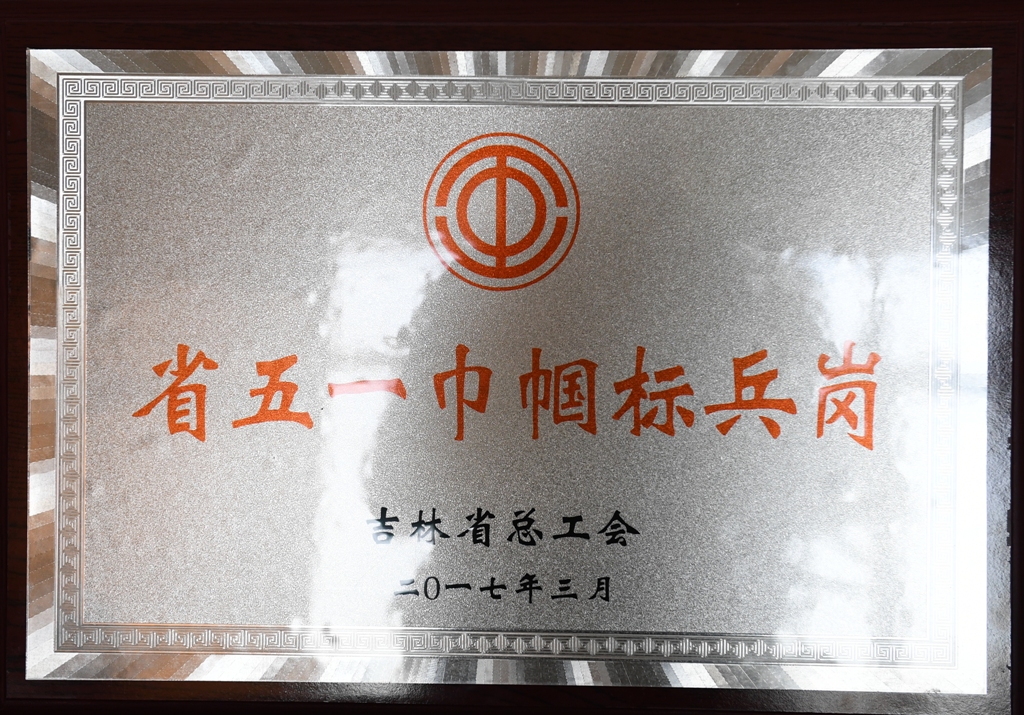 省五一巾帼标兵岗
吉林省总工会
二〇一七年三月